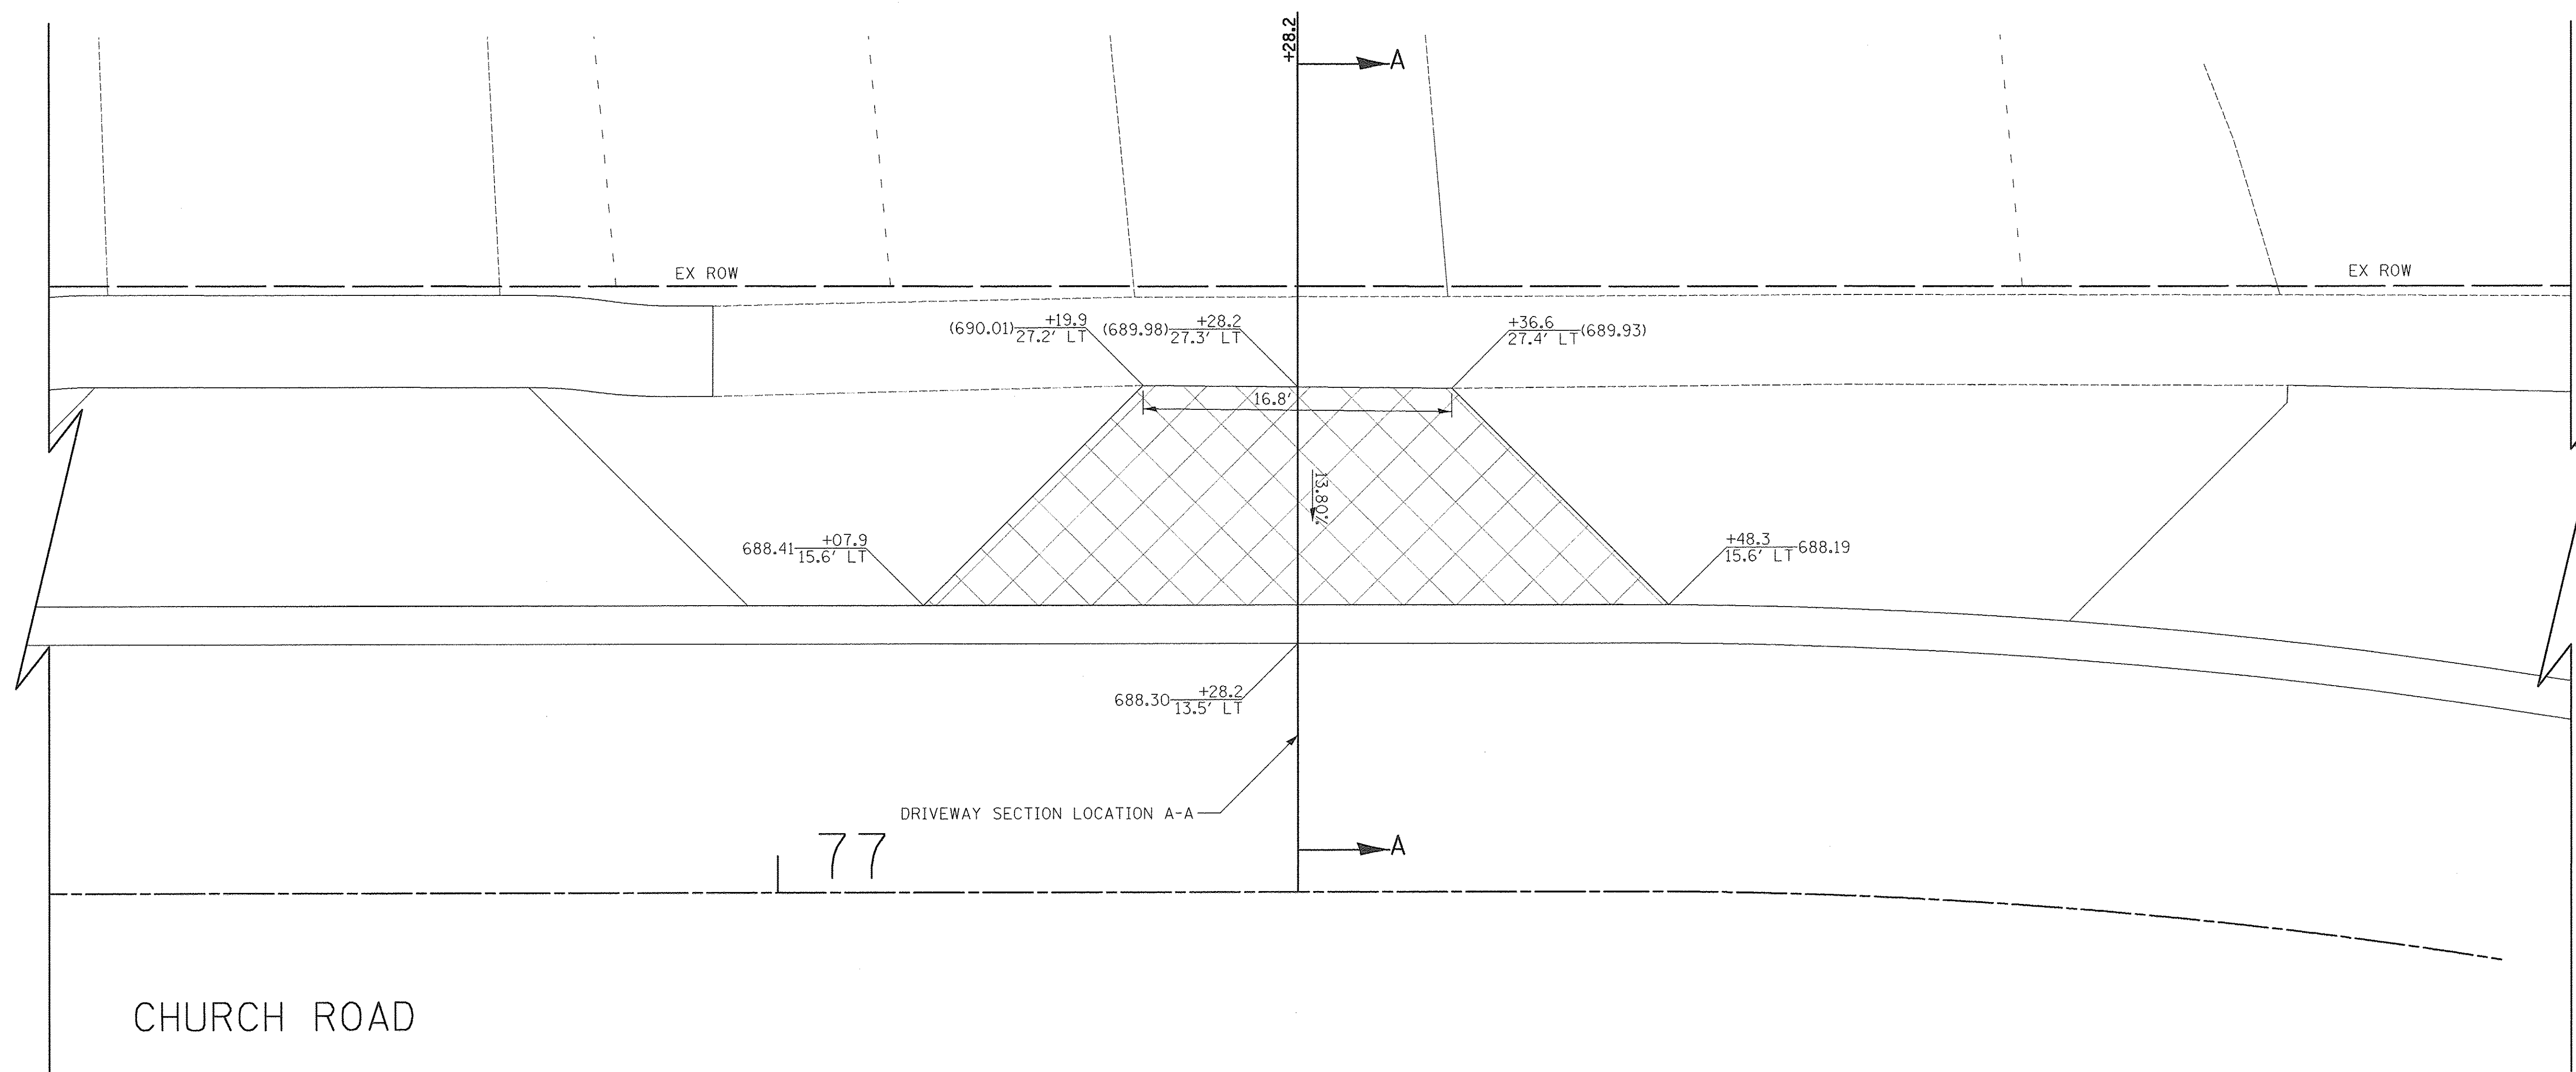 +28.2
A
EX ROW
EX ROW
(690.01) +19.9
27.2' LT
(689.98) +28.2
27.3' LT
+36.6 (689.93)
27.4' LT
16.8'
13.80%
688.41 +07.9
15.6' LT
+48.3 688.19
15.6' LT
688.30 +28.2
13.5' LT
DRIVEWAY SECTION LOCATION A-A
77
A
CHURCH ROAD